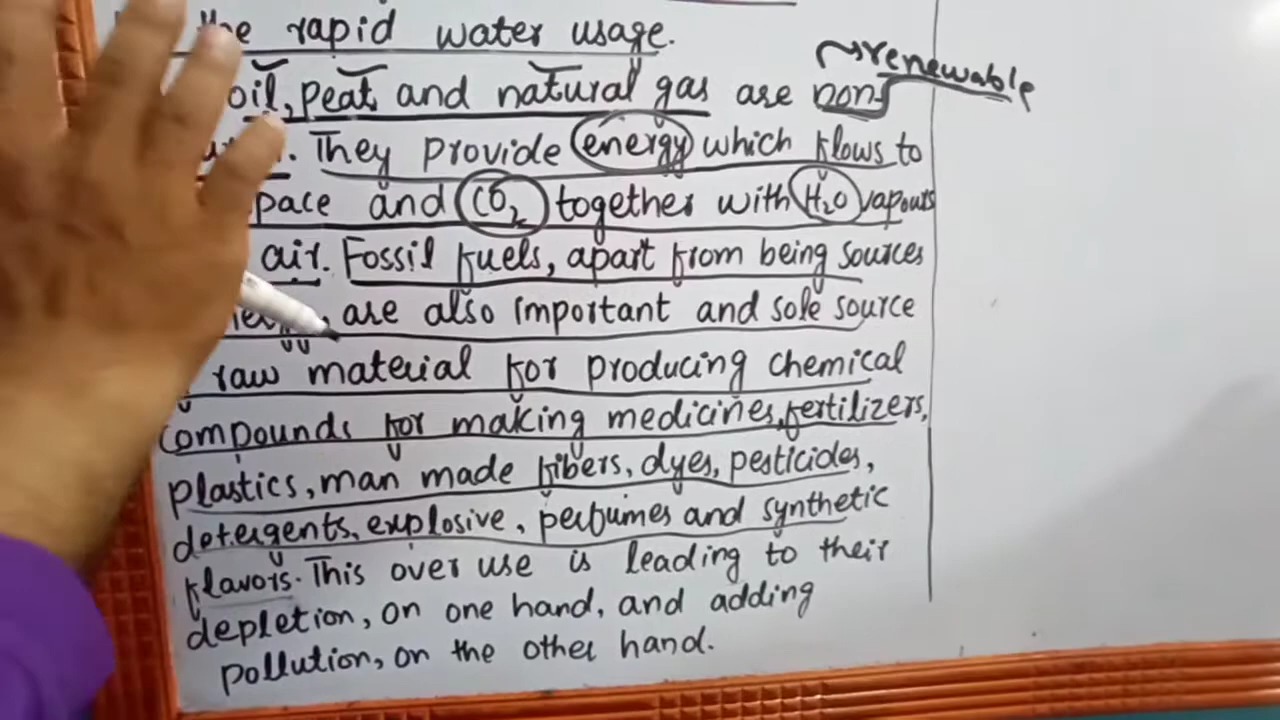 the rapid water usage.
renewable
oil, peat and natural gas are non-
They provide energy which flows to
space and CO₂ together with H₂O vapours
air. Fossil fuels, apart from being sources
are also important and sole source
raw material for producing chemical
compounds for making medicines, fertilizers,
plastics, man made fibers, dyes, pesticides,
detergents, explosive, perfumes and synthetic
flavors. This over use is leading to their
depletion, on one hand, and adding
pollution, on the other hand.